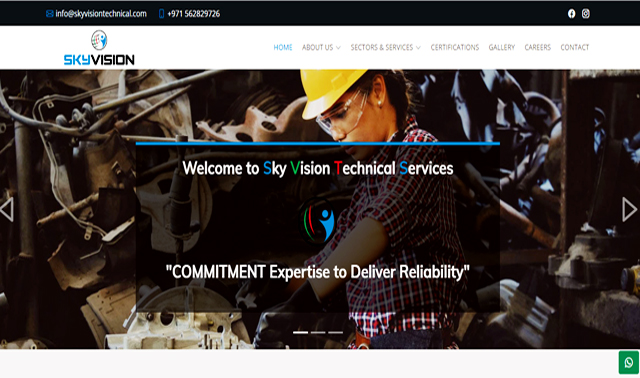 info@skyvisiontechnical.com +971 562829726
SKYVISION
HOME ABOUT US SECTORS & SERVICES CERTIFICATIONS GALLERY CAREERS CONTACT
Welcome to Sky Vision Technical Services
"COMMITMENT Expertise to Deliver Reliability"